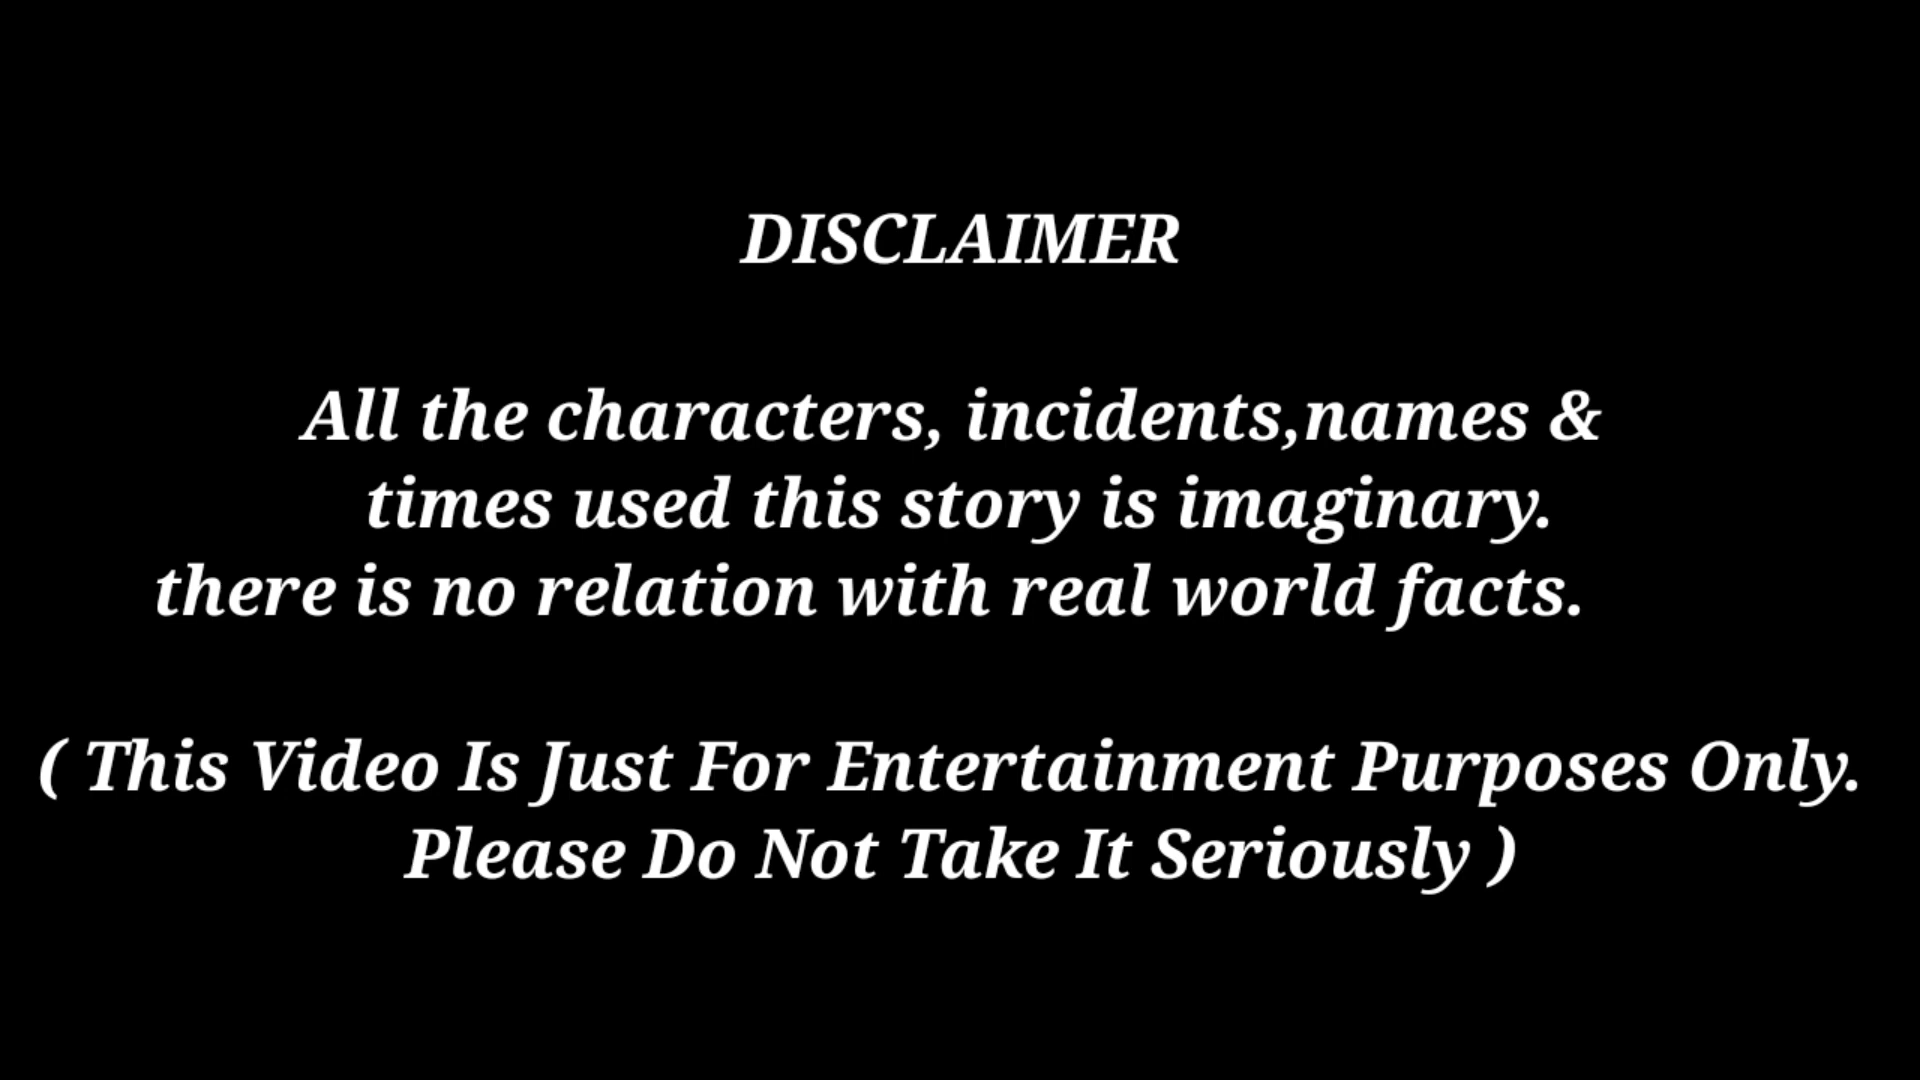 DISCLAIMER
All the characters, incidents,names &
times used this story is imaginary.
there is no relation with real world facts.
( This Video Is Just For Entertainment Purposes Only.
Please Do Not Take It Seriously )